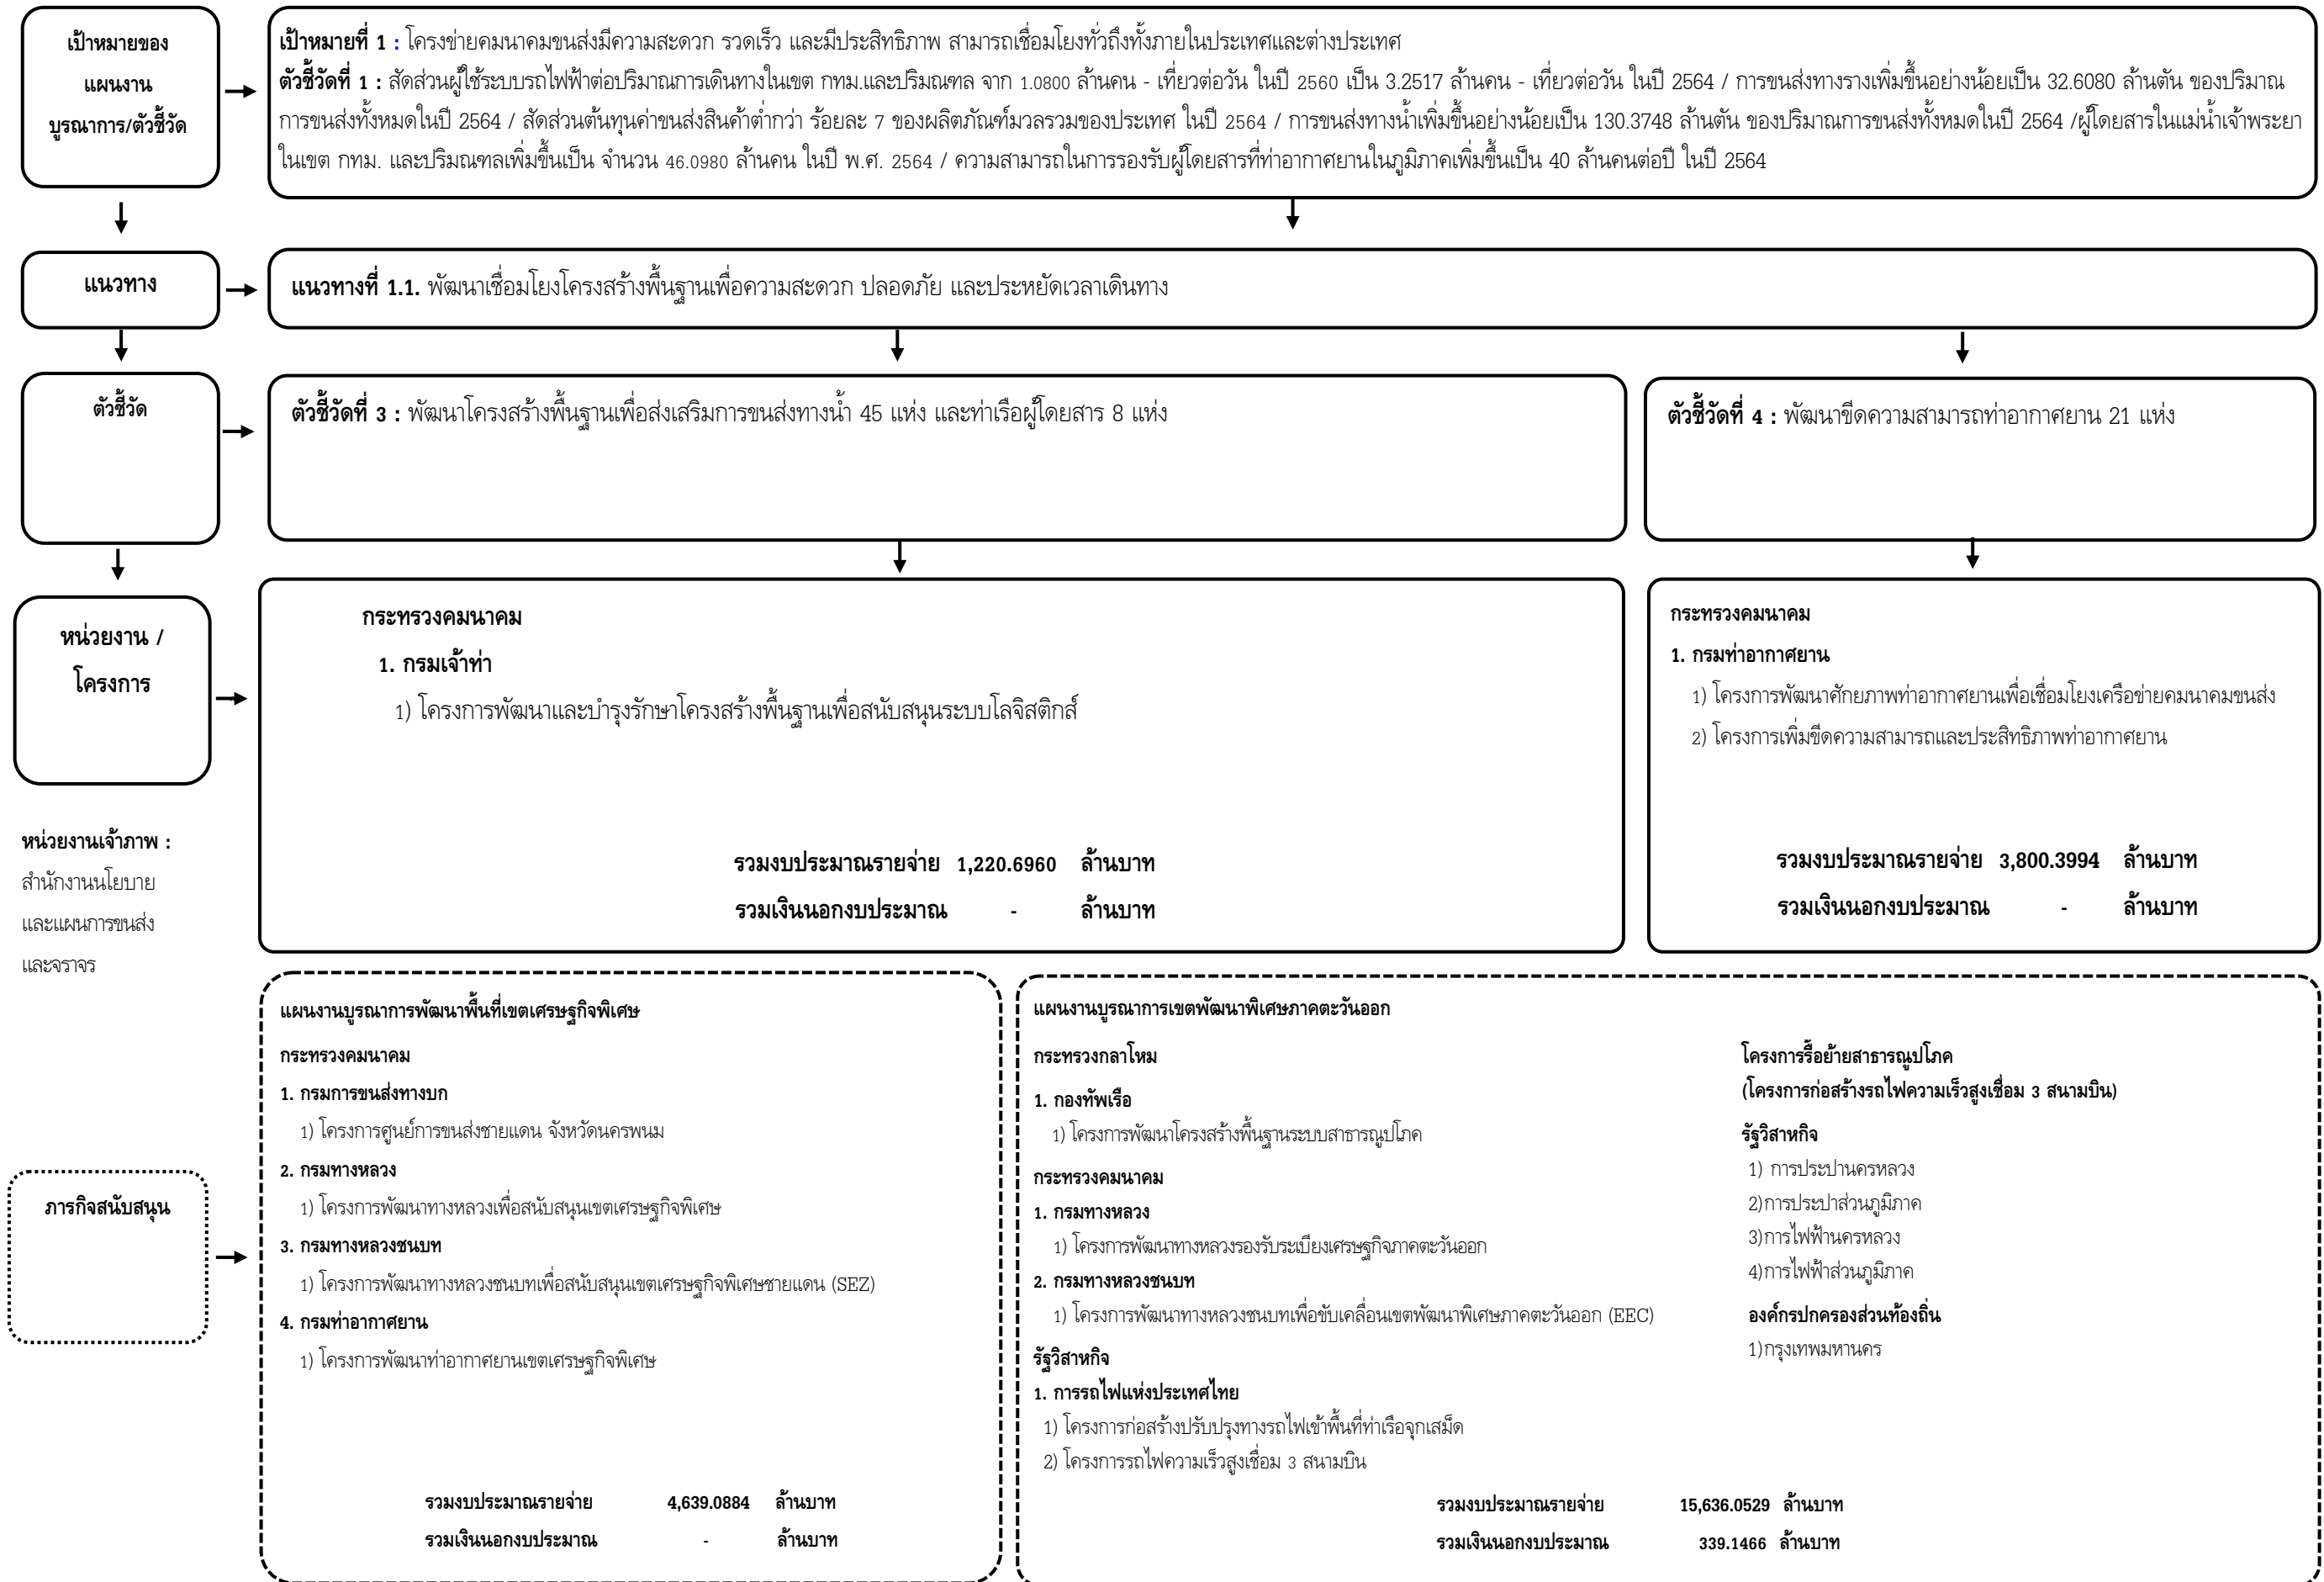 เป้าหมายของ
แผนงาน
บูรณาการ/ตัวชี้วัด
เป้าหมายที่ 1 : โครงข่ายคมนาคมขนส่งมีความสะดวก รวดเร็ว และมีประสิทธิภาพ สามารถเชื่อมโยงทั่วถึงทั้งภายในประเทศและต่างประเทศ
ตัวชี้วัดที่ 1 : สัดส่วนผู้ใช้ระบบรถไฟฟ้าต่อปริมาณการเดินทางในเขต กทม.และปริมณฑล จาก 1.0800 ล้านคน - เที่ยวต่อวัน ในปี 2560 เป็น 3.2517 ล้านคน - เที่ยวต่อวัน ในปี 2564 / การขนส่งทางรางเพิ่มขึ้นอย่างน้อยเป็น 32.6080 ล้านตัน ของปริมาณ
การขนส่งทั้งหมดในปี 2564 / สัดส่วนต้นทุนค่าขนส่งสินค้าต่ำกว่า ร้อยละ 7 ของผลิตภัณฑ์มวลรวมของประเทศ ในปี 2564 / การขนส่งทางน้ำเพิ่มขึ้นอย่างน้อยเป็น 130.3748 ล้านตัน ของปริมาณการขนส่งทั้งหมดในปี 2564 /ผู้โดยสารในแม่น้ำเจ้าพระยา
ในเขต กทม. และปริมณฑลเพิ่มขึ้นเป็น จำนวน 46.0980 ล้านคน ในปี พ.ศ. 2564 / ความสามารถในการรองรับผู้โดยสารที่ท่าอากาศยานในภูมิภาคเพิ่มขึ้นเป็น 40 ล้านคนต่อปี ในปี 2564
แนวทาง
แนวทางที่ 1.1. พัฒนาเชื่อมโยงโครงสร้างพื้นฐานเพื่อความสะดวก ปลอดภัย และประหยัดเวลาเดินทาง
ตัวชี้วัด
ตัวชี้วัดที่ 3 : พัฒนาโครงสร้างพื้นฐานเพื่อส่งเสริมการขนส่งทางน้ำ 45 แห่ง และท่าเรือผู้โดยสาร 8 แห่ง
ตัวชี้วัดที่ 4 : พัฒนาขีดความสามารถท่าอากาศยาน 21 แห่ง
หน่วยงาน /
โครงการ
กระทรวงคมนาคม
1. กรมเจ้าท่า
1) โครงการพัฒนาและบำรุงรักษาโครงสร้างพื้นฐานเพื่อสนับสนุนระบบโลจิสติกส์
รวมงบประมาณรายจ่าย 1,220.6960 ล้านบาท
รวมเงินนอกงบประมาณ - ล้านบาท
กระทรวงคมนาคม
1. กรมท่าอากาศยาน
1) โครงการพัฒนาศักยภาพท่าอากาศยานเพื่อเชื่อมโยงเครือข่ายคมนาคมขนส่ง
2) โครงการเพิ่มขีดความสามารถและประสิทธิภาพท่าอากาศยาน
รวมงบประมาณรายจ่าย 3,800.3994 ล้านบาท
รวมเงินนอกงบประมาณ - ล้านบาท
หน่วยงานเจ้าภาพ :
สำนักงานนโยบาย
และแผนการขนส่ง
และจราจร
ภารกิจสนับสนุน
แผนงานบูรณาการพัฒนาพื้นที่เขตเศรษฐกิจพิเศษ
กระทรวงคมนาคม
1. กรมการขนส่งทางบก
1) โครงการศูนย์การขนส่งชายแดน จังหวัดนครพนม
2. กรมทางหลวง
1) โครงการพัฒนาทางหลวงเพื่อสนับสนุนเขตเศรษฐกิจพิเศษ
3. กรมทางหลวงชนบท
1) โครงการพัฒนาทางหลวงชนบทเพื่อสนับสนุนเขตเศรษฐกิจพิเศษชายแดน (SEZ)
4. กรมท่าอากาศยาน
1) โครงการพัฒนาท่าอากาศยานเขตเศรษฐกิจพิเศษ
รวมงบประมาณรายจ่าย 4,639.0884 ล้านบาท
รวมเงินนอกงบประมาณ - ล้านบาท
แผนงานบูรณาการเขตพัฒนาพิเศษภาคตะวันออก
กระทรวงกลาโหม
1. กองทัพเรือ
1) โครงการพัฒนาโครงสร้างพื้นฐานระบบสาธารณูปโภค
กระทรวงคมนาคม
1. กรมทางหลวง
1) โครงการพัฒนาทางหลวงรองรับระเบียงเศรษฐกิจภาคตะวันออก
2. กรมทางหลวงชนบท
1) โครงการพัฒนาทางหลวงชนบทเพื่อขับเคลื่อนเขตพัฒนาพิเศษภาคตะวันออก (EEC)
รัฐวิสาหกิจ
1. การรถไฟแห่งประเทศไทย
1) โครงการก่อสร้างปรับปรุงทางรถไฟเข้าพื้นที่ท่าเรือจุกเสม็ด
2) โครงการรถไฟความเร็วสูงเชื่อม 3 สนามบิน
โครงการรื้อย้ายสาธารณูปโภค
(โครงการก่อสร้างรถไฟความเร็วสูงเชื่อม 3 สนามบิน)
รัฐวิสาหกิจ
1) การประปานครหลวง
2)การประปาส่วนภูมิภาค
3)การไฟฟ้านครหลวง
4)การไฟฟ้าส่วนภูมิภาค
องค์กรปกครองส่วนท้องถิ่น
1)กรุงเทพมหานคร
รวมงบประมาณรายจ่าย 15,636.0529 ล้านบาท
รวมเงินนอกงบประมาณ 339.1466 ล้านบาท